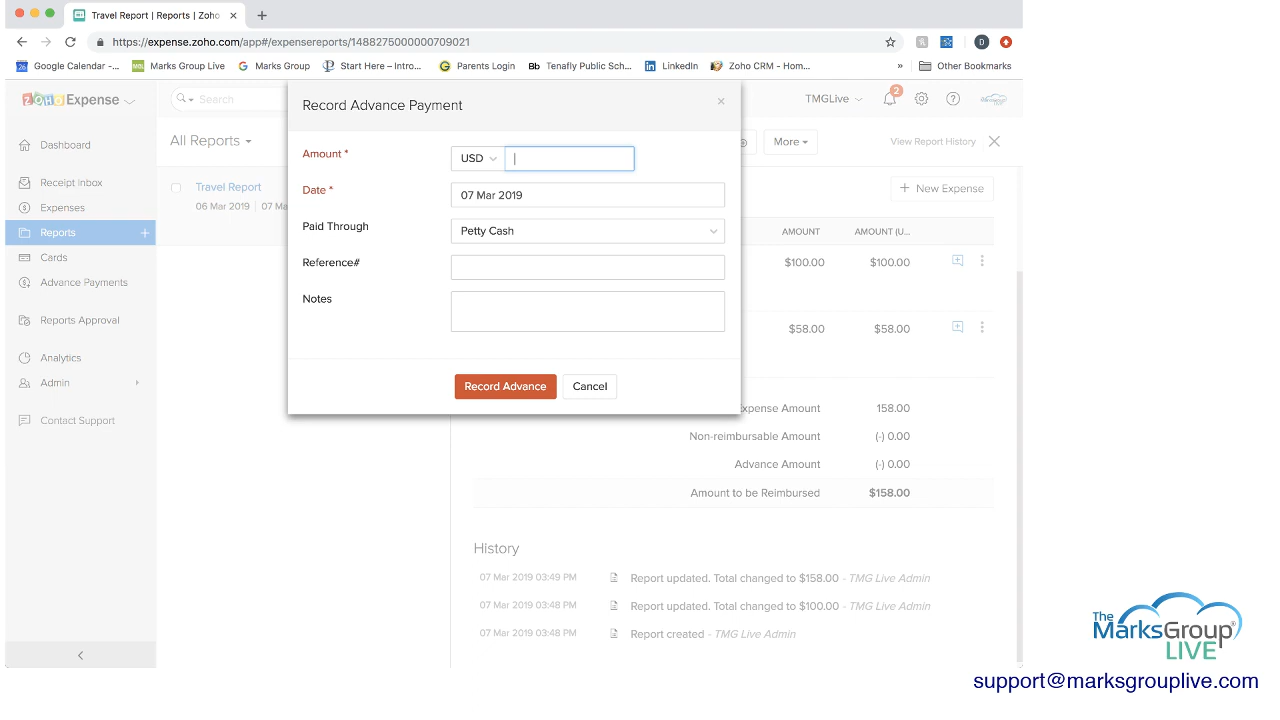 Travel Report | Reports | Zoho
https://expense.zoho.com/app#/expensereports/1488275000000709021
D
Google Calendar -...
Marks Group Live
Marks Group
Start Here – Intro...
Parents Login
Tenafly Public Sch...
LinkedIn
Zoho CRM - Hom...
»
Other Bookmarks
ZOHO Expense
Search
Record Advance Payment
TMGLive
2
Dashboard
Receipt Inbox
Expenses
Reports
Cards
Advance Payments
Reports Approval
Analytics
Admin
Contact Support
All Reports
More
View Report History
Travel Report
06 Mar 2019 | 07 Ma
+ New Expense
Amount *
USD
Date *
07 Mar 2019
Paid Through
Petty Cash
Reference#
Notes
Record Advance
Cancel
AMOUNT
AMOUNT (U...
$100.00
$100.00
$58.00
$58.00
xpense Amount
158.00
Non-reimbursable Amount
(-) 0.00
Advance Amount
(-) 0.00
Amount to be Reimbursed
$158.00
History
07 Mar 2019 03:49 PM
Report updated. Total changed to $158.00 - TMG Live Admin
07 Mar 2019 03:48 PM
Report updated. Total changed to $100.00 - TMG Live Admin
07 Mar 2019 03:48 PM
Report created - TMG Live Admin
The
MarksGroup®
LIVE
support@marksgrouplive.com